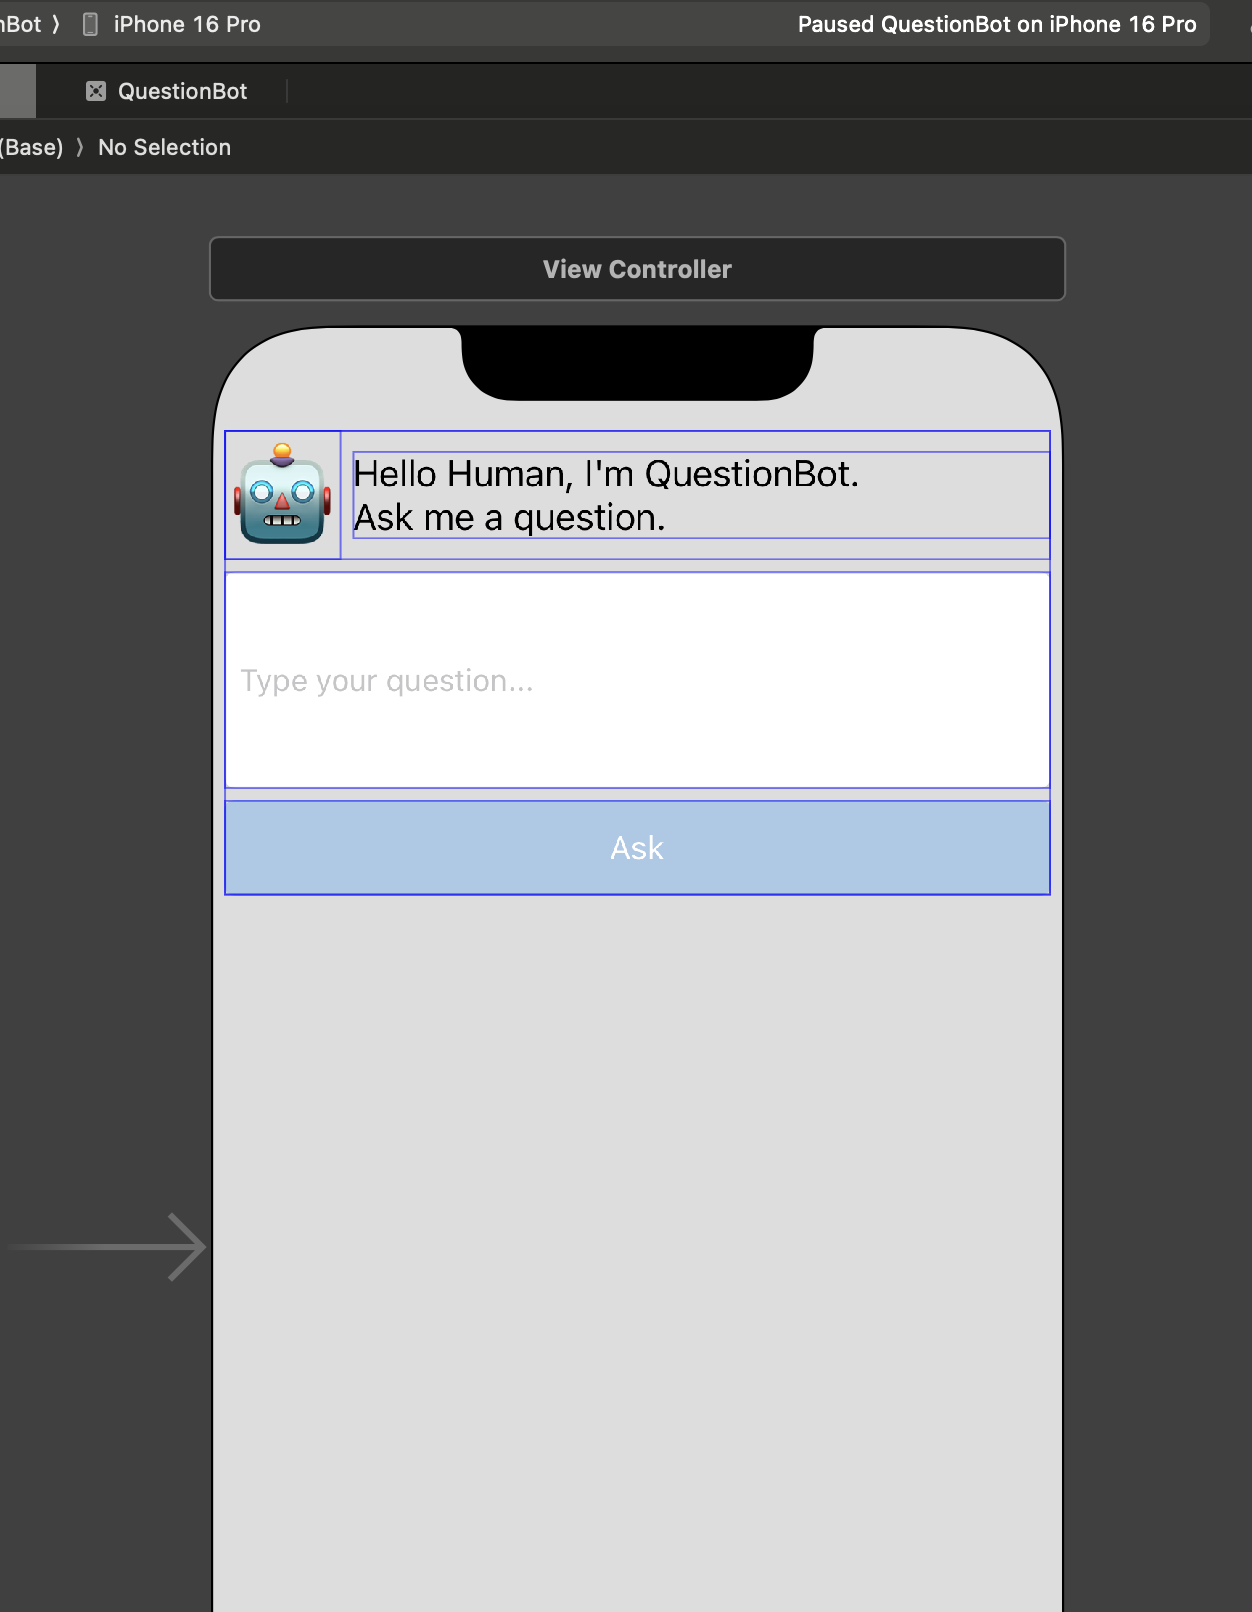 nBot 〉 iPhone 16 Pro
Paused QuestionBot on iPhone 16 Pro
QuestionBot
(Base) 〉 No Selection
View Controller
Hello Human, I'm QuestionBot.
Ask me a question.
Type your question...
Ask